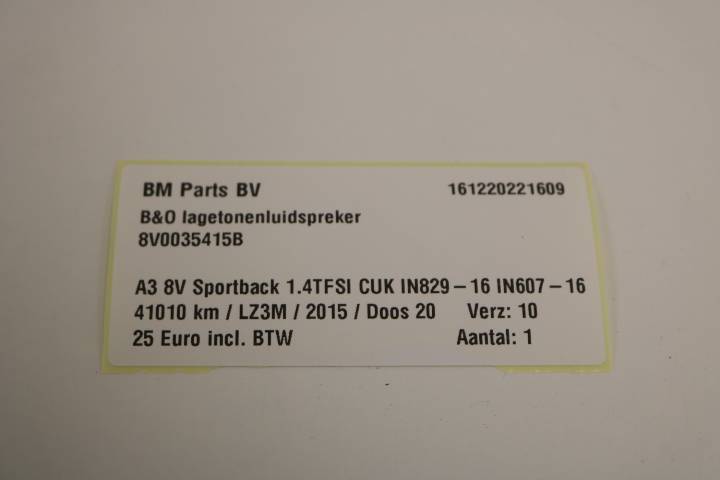 BM Parts BV 161220221609
B&O lagetonenluidspreker
8V0035415B
A3 8V Sportback 1.4TFSI CUK IN829-16 IN607-16
41010 km / LZ3M / 2015 / Doos 20 Verz: 10
25 Euro incl. BTW Aantal: 1